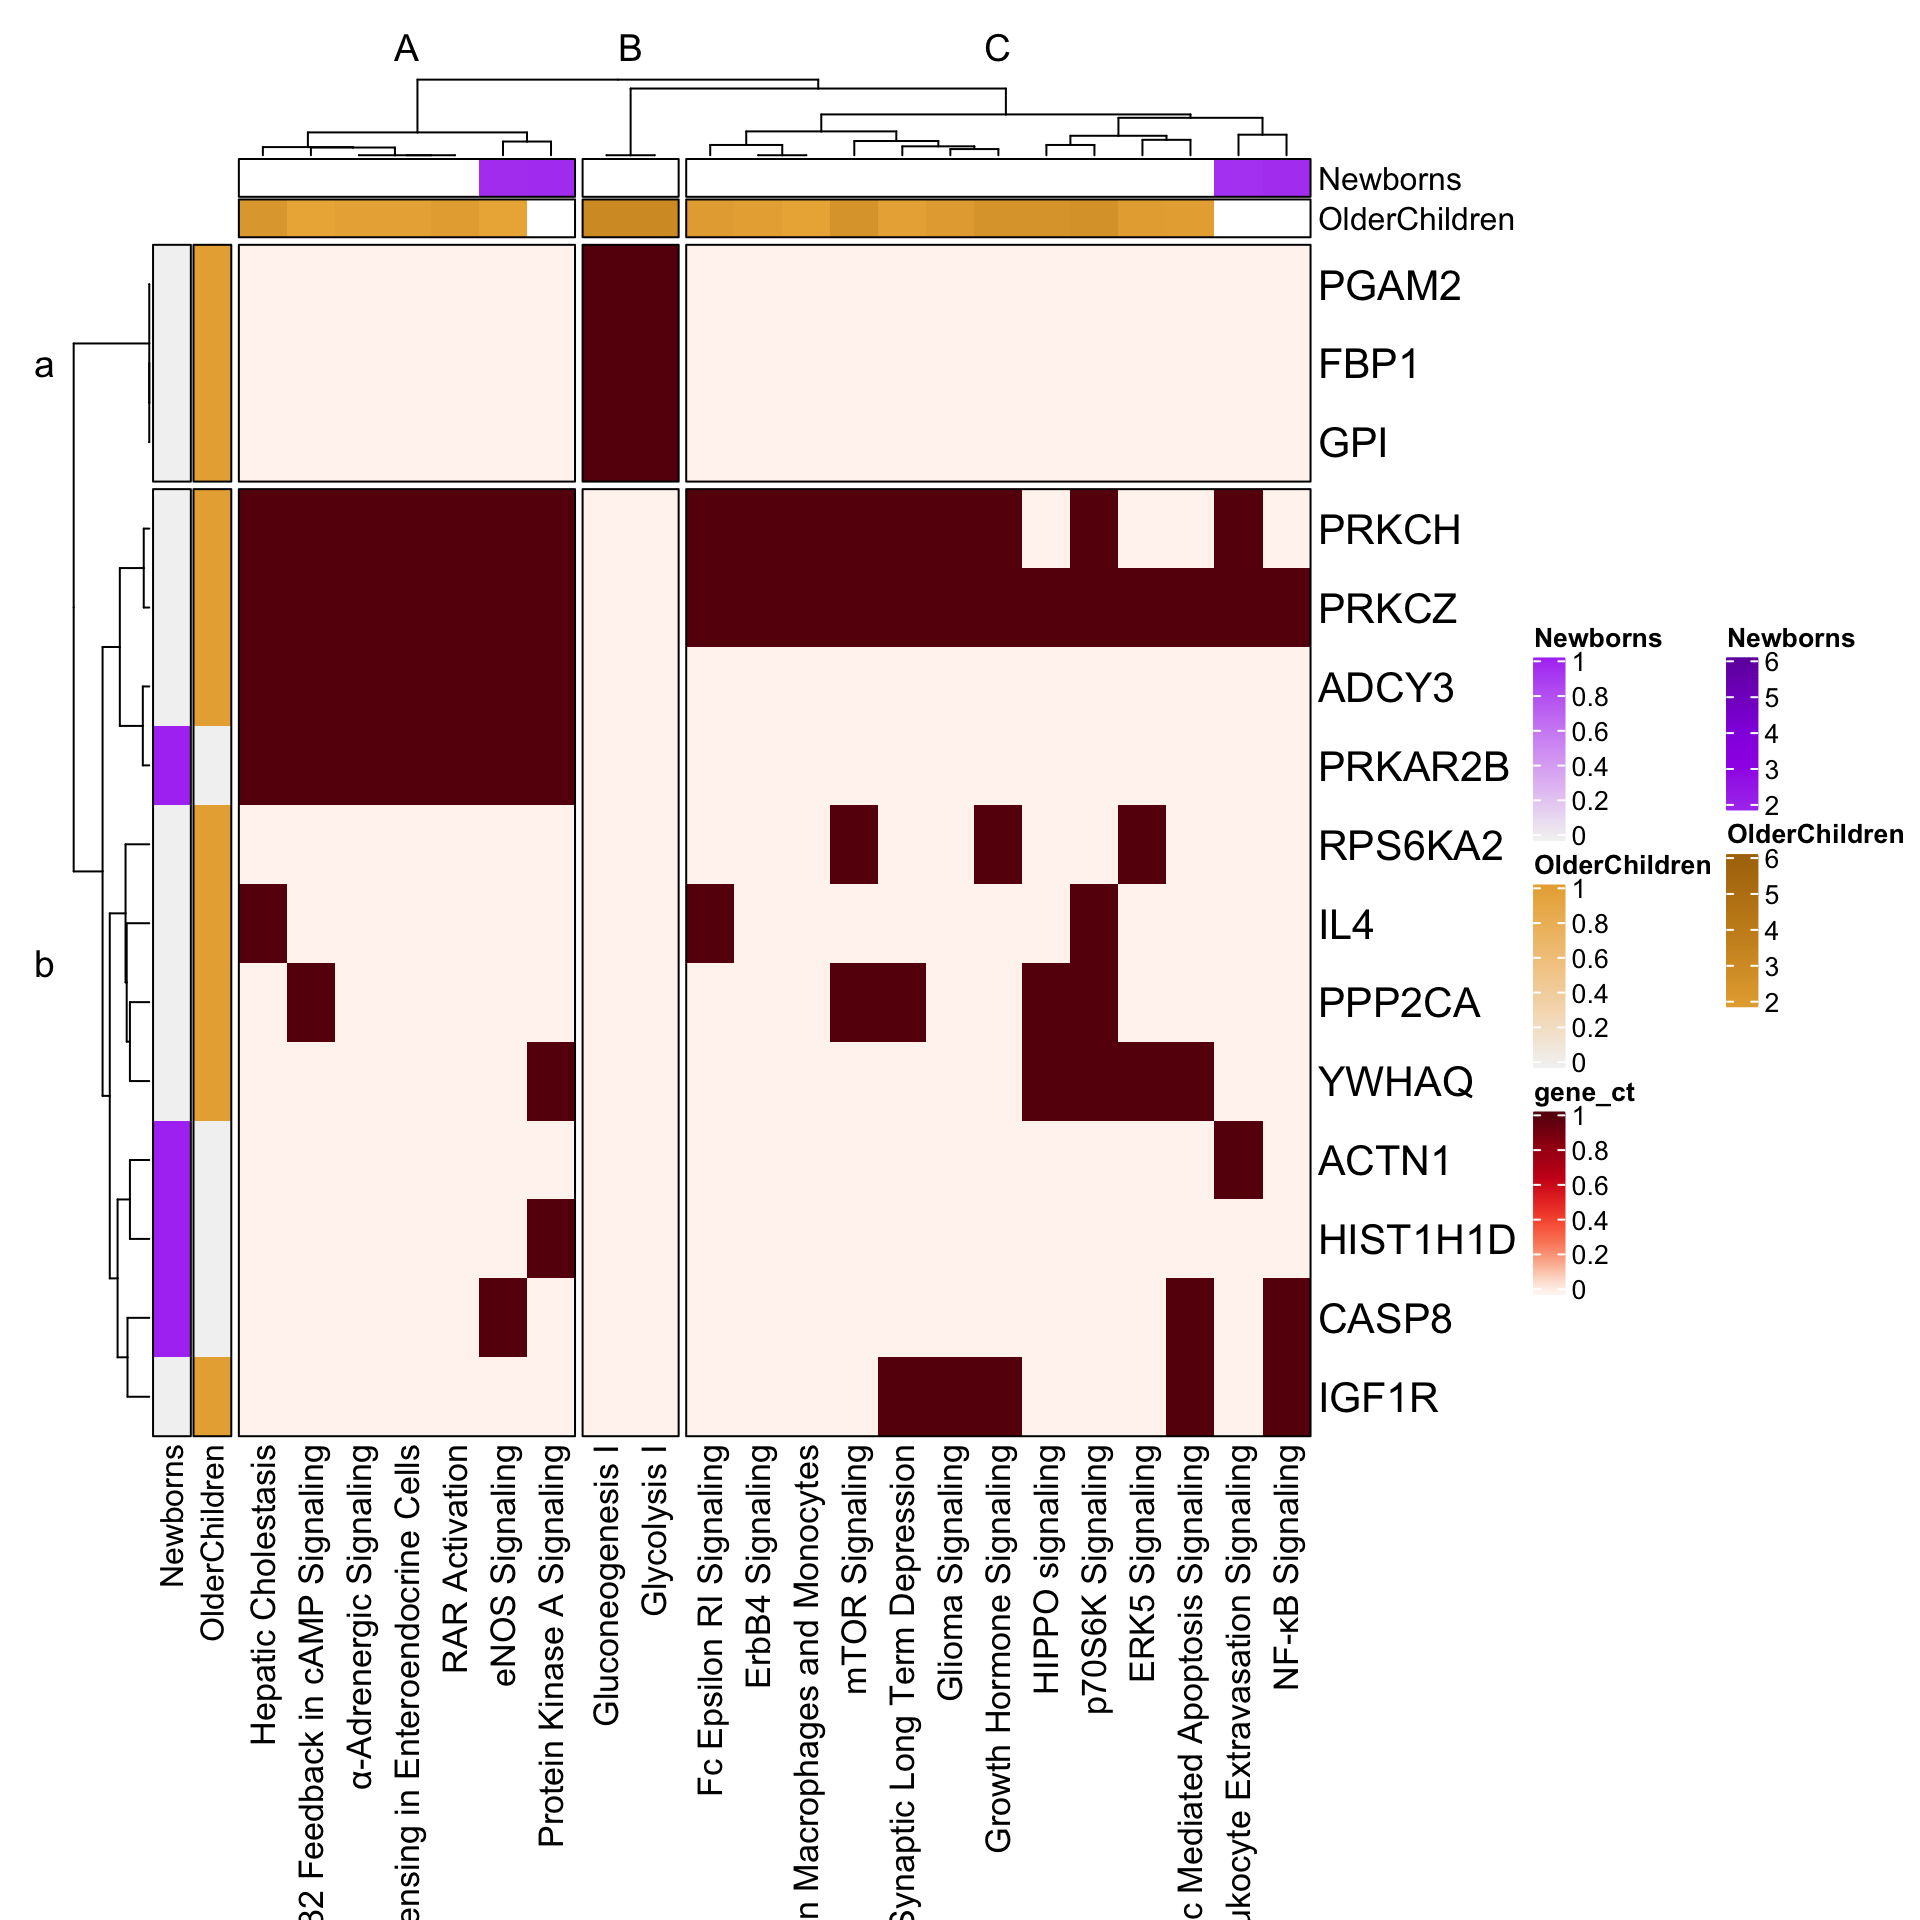 A
B
C
Newborns
OlderChildren
a
b
PGAM2
FBP1
GPI
PRKCH
PRKCZ
ADCY3
PRKAR2B
RPS6KA2
IL4
PPP2CA
YWHAQ
ACTN1
HIST1H1D
CASP8
IGF1R
Newborns
1
0.8
0.6
0.4
0.2
0
OlderChildren
1
0.8
0.6
0.4
0.2
0
gene_ct
1
0.8
0.6
0.4
0.2
0
Newborns
6
5
4
3
2
OlderChildren
6
5
4
3
2
Newborns
OlderChildren
Hepatic Cholestasis
Feedback in cAMP Signaling
α-Adrenergic Signaling
ensing in Enteroendocrine Cells
RAR Activation
eNOS Signaling
Protein Kinase A Signaling
Gluconeogenesis I
Glycolysis I
Fc Epsilon RI Signaling
ErbB4 Signaling
n Macrophages and Monocytes
mTOR Signaling
Synaptic Long Term Depression
Glioma Signaling
Growth Hormone Signaling
HIPPO signaling
p70S6K Signaling
ERK5 Signaling
c Mediated Apoptosis Signaling
ukocyte Extravasation Signaling
NF-κB Signaling